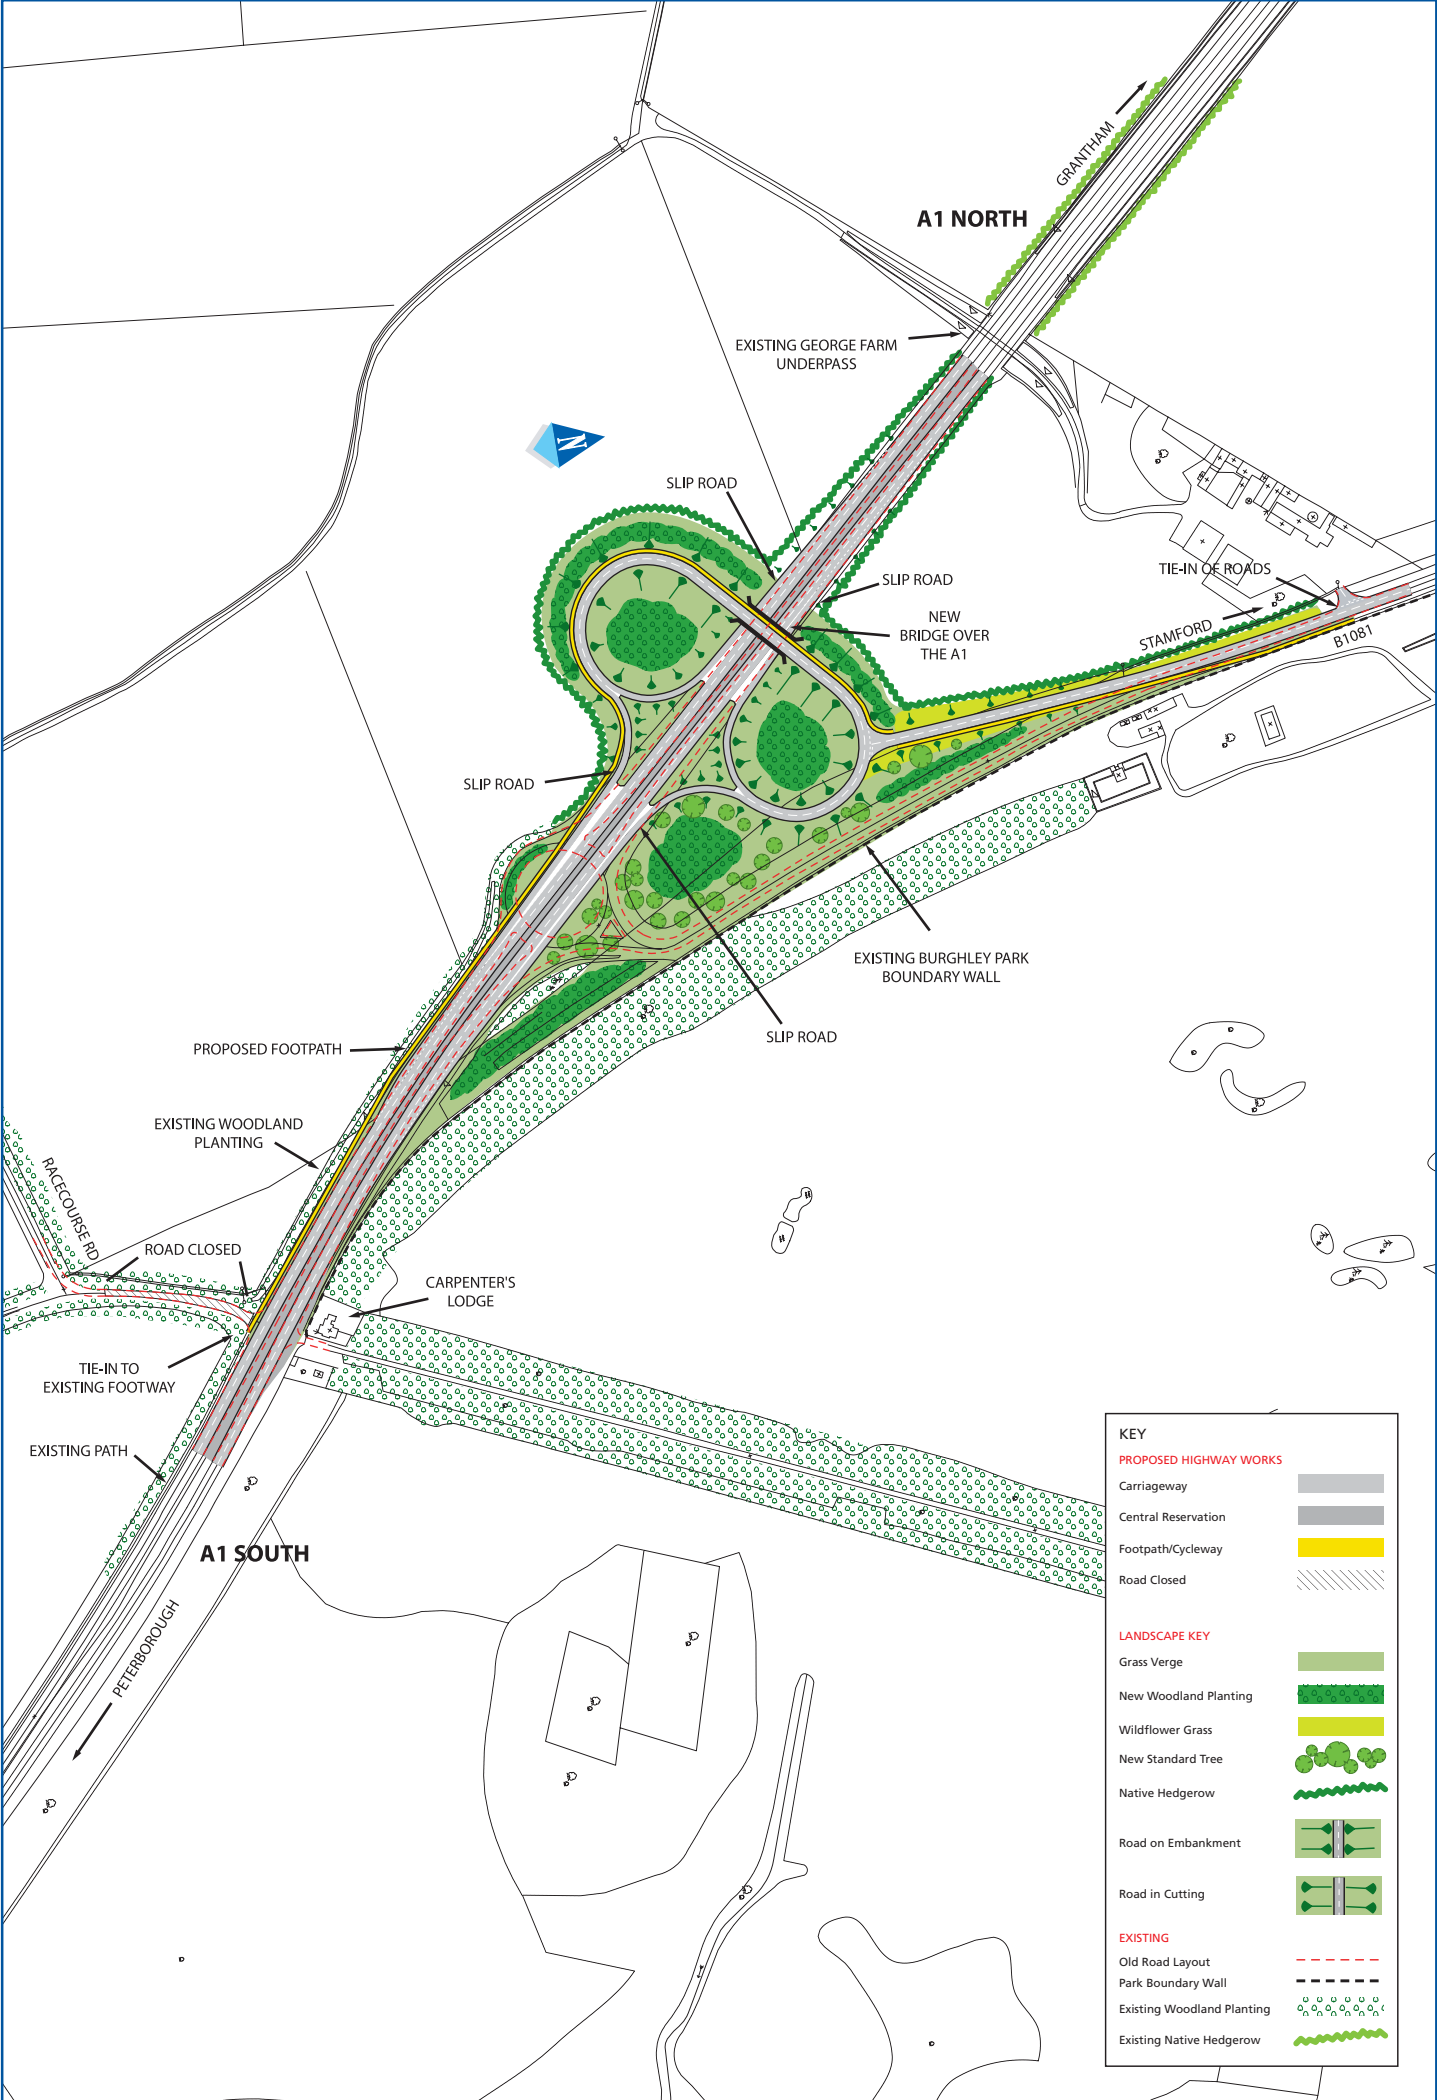 GRANTHAM
A1 NORTH
EXISTING GEORGE FARM
UNDERPASS
N
SLIP ROAD
SLIP ROAD
TIE-IN OF ROADS
NEW
BRIDGE OVER
THE A1
STAMFORD
B1081
SLIP ROAD
EXISTING BURGHLEY PARK
BOUNDARY WALL
SLIP ROAD
PROPOSED FOOTPATH
EXISTING WOODLAND
PLANTING
RACECOURSE RD
ROAD CLOSED
CARPENTER'S
LODGE
TIE-IN TO
EXISTING FOOTWAY
EXISTING PATH
A1 SOUTH
PETERBOROUGH
KEY
PROPOSED HIGHWAY WORKS
Carriageway
Central Reservation
Footpath/Cycleway
Road Closed
LANDSCAPE KEY
Grass Verge
New Woodland Planting
Wildflower Grass
New Standard Tree
Native Hedgerow
Road on Embankment
Road in Cutting
EXISTING
Old Road Layout
Park Boundary Wall
Existing Woodland Planting
Existing Native Hedgerow